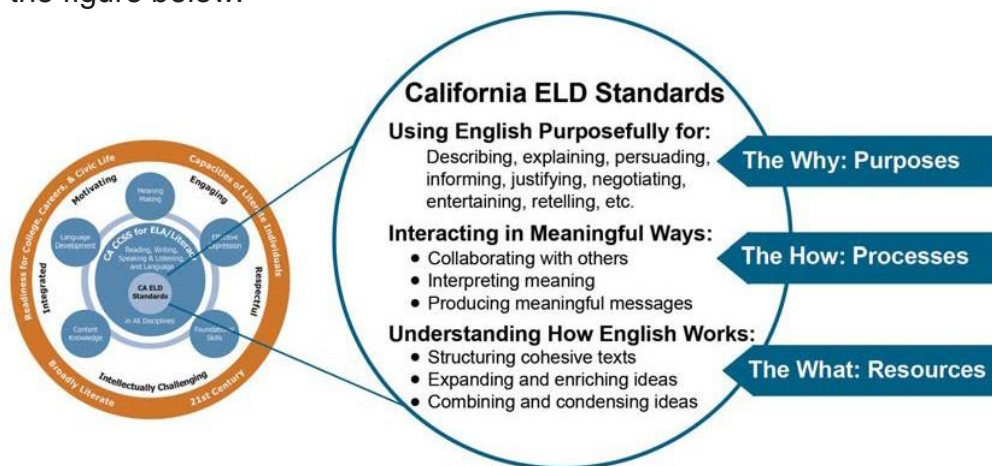 the figure below.
California ELD Standards
Using English Purposefully for:
Describing, explaining, persuading,
informing, justifying, negotiating,
entertaining, retelling, etc.
The Why: Purposes
Interacting in Meaningful Ways:
• Collaborating with others
• Interpreting meaning
• Producing meaningful messages
The How: Processes
Understanding How English Works:
• Structuring cohesive texts
• Expanding and enriching ideas
• Combining and condensing ideas
The What: Resources
Readiness for College, Careers, & Civic Life
Capacities of Literate Individuals
Broadly Literate
21st Century
Motivating
Engaging
Integrated
Respectful
Intellectually Challenging
Meaning
Making
Language
Development
Effective
Expression
Content
Knowledge
Foundational
Skills
CA CCSS for ELA/Literacy
Reading, Writing,
Speaking & Listening,
and Language
CA ELD
Standards
in All Disciplines